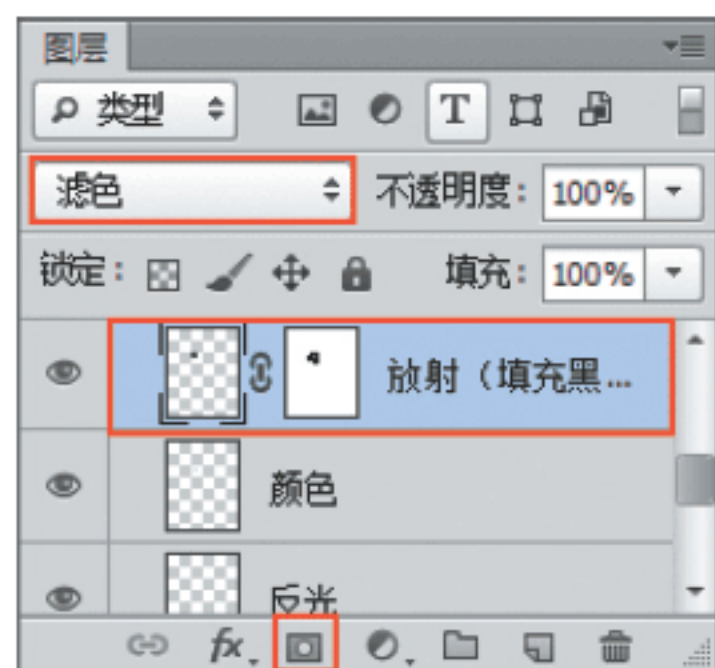 图层
类型 T
滤色 不透明度: 100%
锁定: 填充: 100%
放射（填充黑...
颜色
反光
fx.